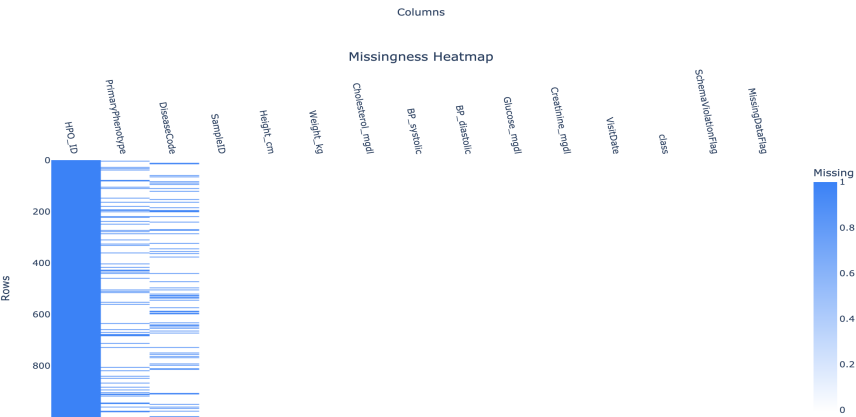 Columns
Missingness Heatmap
HPO_ID
PrimaryPhenotype
DiseaseCode
SampleID
Height_cm
Weight_kg
Cholesterol_mgdl
BP_systolic
BP_diastolic
Glucose_mgdl
Creatinine_mgdl
VisitDate
class
SchemaViolationFlag
MissingDataFlag
0
200
400
600
800
Rows
Missing
1
0.8
0.6
0.4
0.2
0